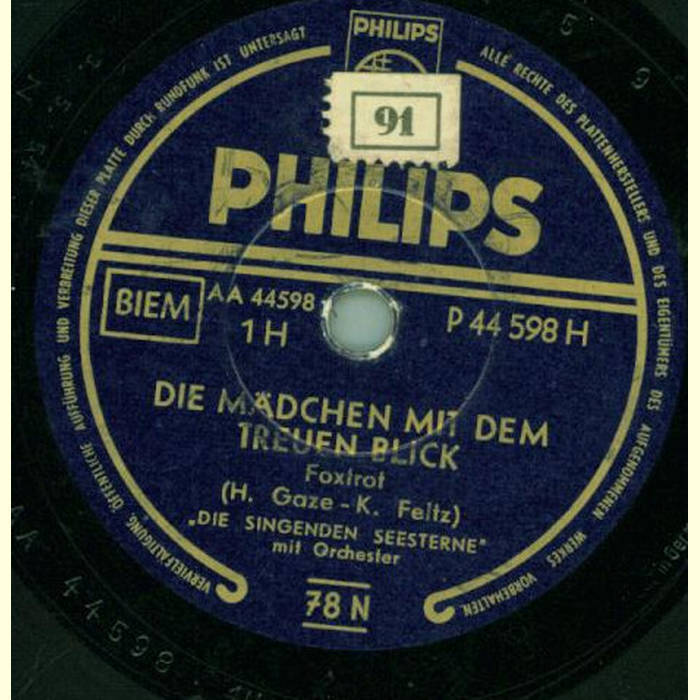 PHILIPS
91
PHILIPS
BIEM
AA 44598
1 H
P 44 598 H
DIE MÄDCHEN MIT DEM
TREUEN BLICK
Foxtrot
(H. Gaze - K. Feltz)
„DIE SINGENDEN SEESTERNE"
mit Orchester
78 N
ALLE RECHTE DES PLATTENHERSTELLERS UND DES EIGENTÜMERS DES AUFGENOMMENEN WERKES VORBEHALTEN.
VERVIELFÄLTIGUNG, ÖFFENTLICHE AUFFÜHRUNG UND VERBREITUNG DIESER PLATTE DURCH RUNDFUNK IST UNTERSAGT
AA 44598